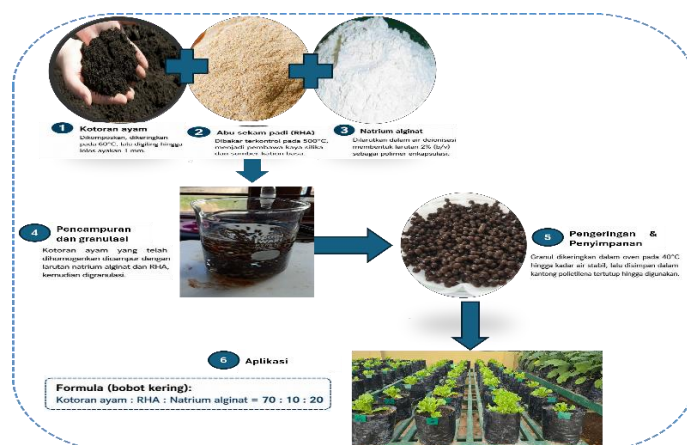 1 Kotoran ayam
Dikomposkan, dikeringkan
pada 60°C, lalu digiling hingga
lolos ayakan 1 mm.
2 Abu sekam padi (RHA)
Dibakar terkontrol pada 500°C,
menjadi pembawa kaya silika
dan sumber kation basa.
3 Natrium alginat
Dilarutkan dalam air deionisasi
membentuk larutan 2% (b/v)
sebagai polimer enkapsulasi.
4 Pencampuran
dan granulasi
Kotoran ayam yang telah
dihomogenkan dicampur dengan
larutan natrium alginat dan RHA,
kemudian digranulasi.
5 Pengeringan &
Penyimpanan
Granul dikeringkan dalam oven pada 40°C
hingga kadar air stabil, lalu disimpan dalam
kantong polietilena tertutup hingga digunakan.
6 Aplikasi
Formula (bobot kering):
Kotoran ayam : RHA : Natrium alginat = 70 : 10 : 20